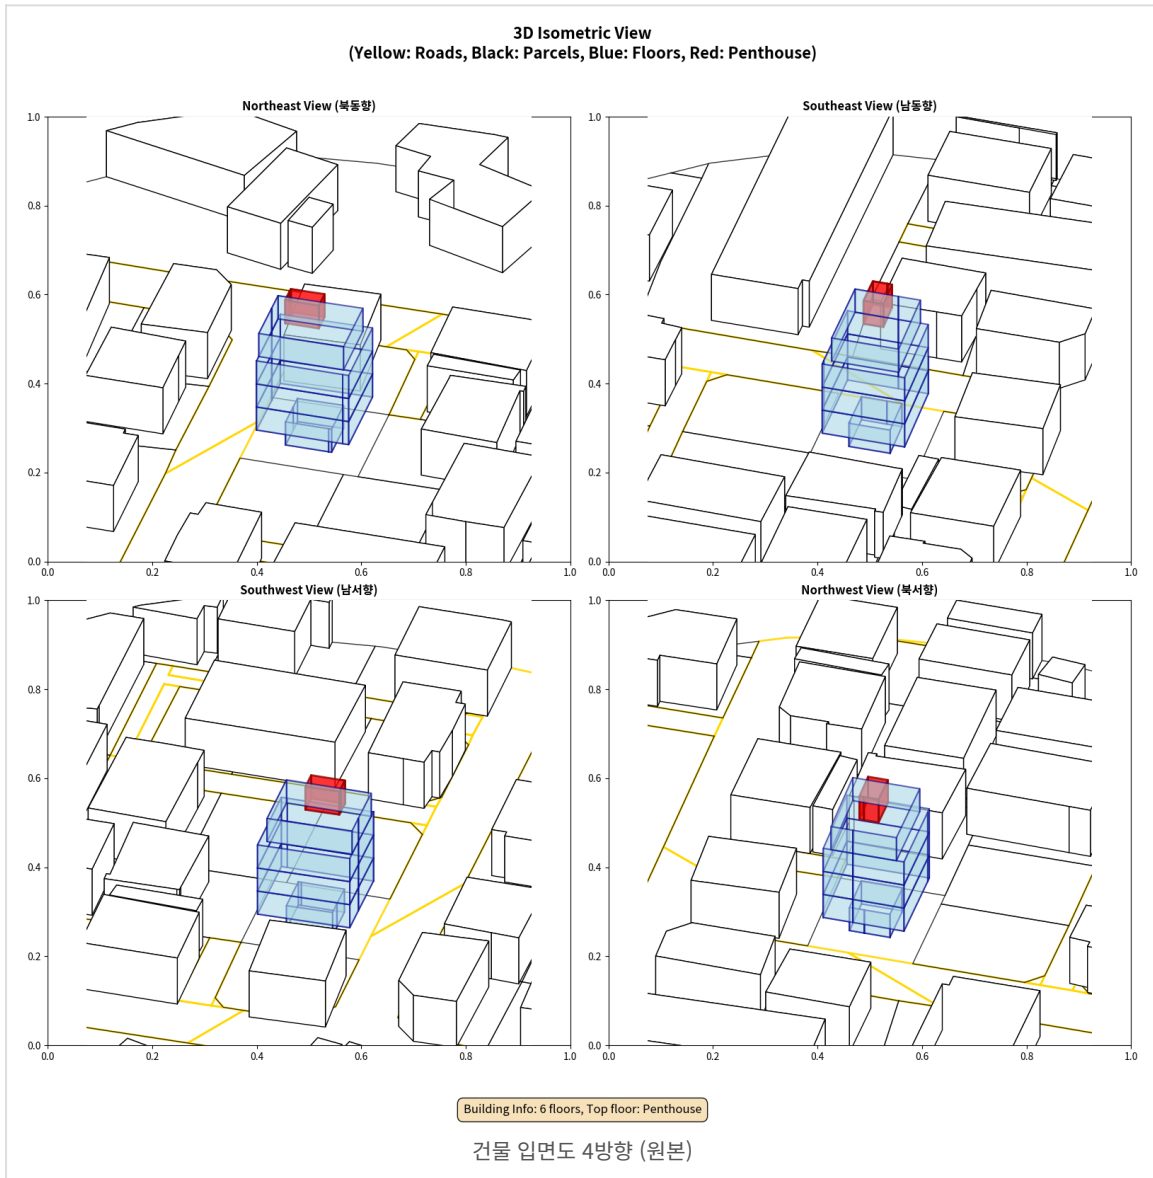 3D Isometric View
(Yellow: Roads, Black: Parcels, Blue: Floors, Red: Penthouse)
Northeast View (북동향)
1.0
0.8
0.6
0.4
0.2
0.0
0.0 0.2 0.4 0.6 0.8 1.0
Southeast View (남동향)
1.0
0.8
0.6
0.4
0.2
0.0
0.0 0.2 0.4 0.6 0.8 1.0
Southwest View (남서향)
1.0
0.8
0.6
0.4
0.2
0.0
0.0 0.2 0.4 0.6 0.8 1.0
Northwest View (북서향)
1.0
0.8
0.6
0.4
0.2
0.0
0.0 0.2 0.4 0.6 0.8 1.0
Building Info: 6 floors, Top floor: Penthouse
건물 입면도 4방향 (원본)